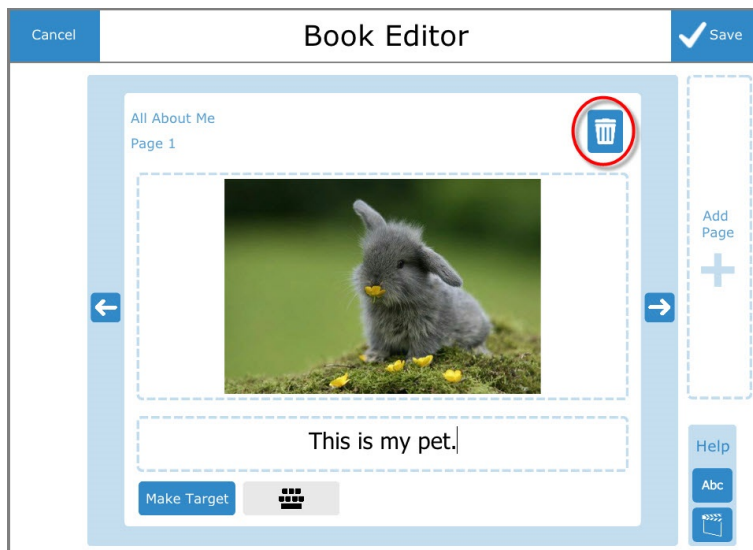 Cancel
Book Editor
Save
All About Me
Page 1
Add
Page
This is my pet.
Make Target
Help
Abc